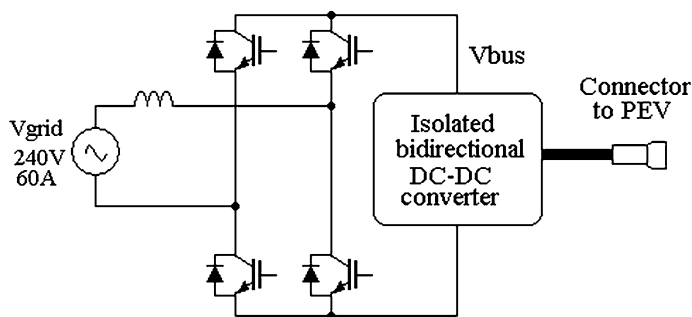 Vgrid
240V
60A
Vbus
Isolated
bidirectional
DC-DC
converter
Connector
to PEV